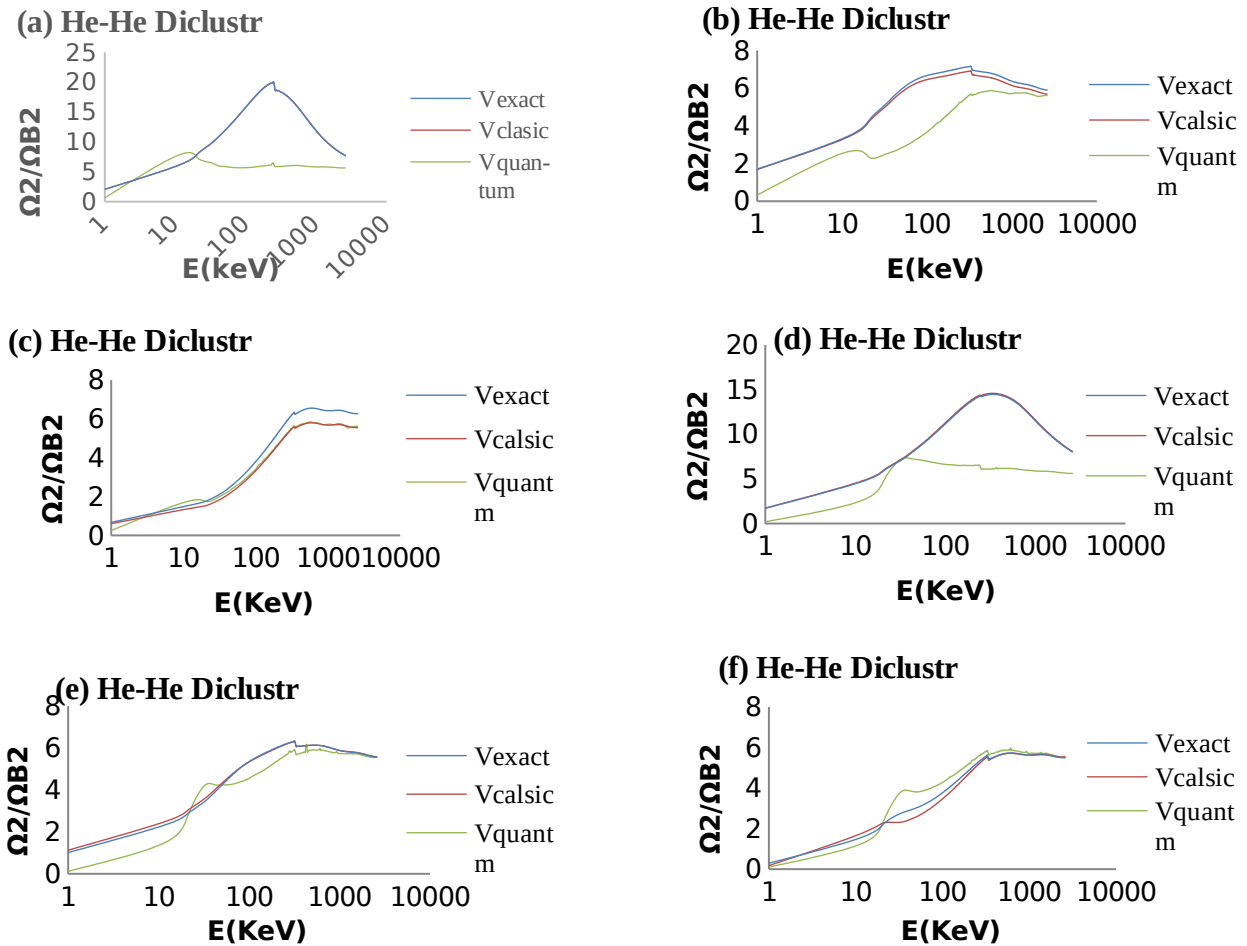 (a) He-He Diclustr
25
20
15
10
5
0
1
10
100
1000
10000
Ω2/ΩB2
E(keV)
Vexact
Vclasic
Vquan-
tum
(b) He-He Diclustr
8
6
4
2
0
1 10 100 1000 10000
Ω2/ΩB2
E(keV)
Vexact
Vcalsic
Vquant
m
(c) He-He Diclustr
8
6
4
2
0
1 10 100 1000 10000
Ω2/ΩB2
E(KeV)
Vexact
Vcalsic
Vquant
m
(d) He-He Diclustr
20
15
10
5
0
1 10 100 1000 10000
Ω2/ΩB2
E(KeV)
Vexact
Vcalsic
Vquant
m
(e) He-He Diclustr
8
6
4
2
0
1 10 100 1000 10000
Ω2/ΩB2
E(KeV)
Vexact
Vcalsic
Vquant
m
(f) He-He Diclustr
8
6
4
2
0
1 10 100 1000 10000
Ω2/ΩB2
E(KeV)
Vexact
Vcalsic
Vquant
m